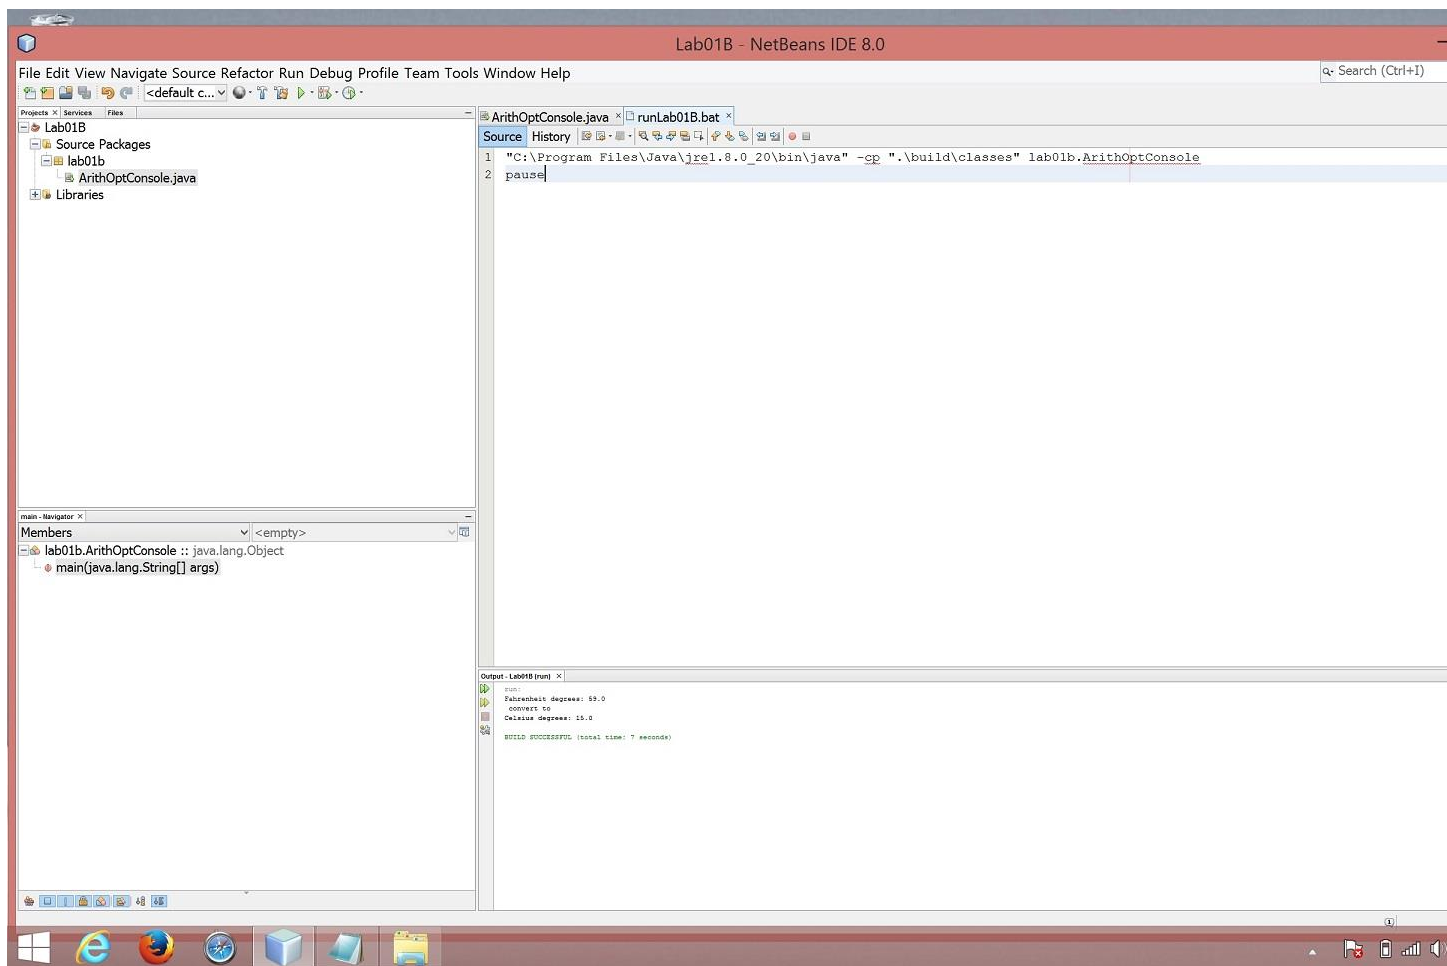 Lab01B - NetBeans IDE 8.0
File Edit View Navigate Source Refactor Run Debug Profile Team Tools Window Help
Search (Ctrl+I)
<default c...
Projects Services Files
Lab01B
Source Packages
lab01b
ArithOptConsole.java
Libraries
ArithOptConsole.java runLab01B.bat
Source History
1 "C:\Program Files\Java\jre1.8.0_20\bin\java" -cp ".\build\classes" lab01b.ArithOptConsole
2 pause
main - Navigator
Members <empty>
lab01b.ArithOptConsole :: java.lang.Object
main(java.lang.String[] args)
Output - Lab01B (run)
run:
Fahrenheit degrees: 59.0
convert to
Celsius degrees: 15.0
BUILD SUCCESSFUL (total time: 7 seconds)
1